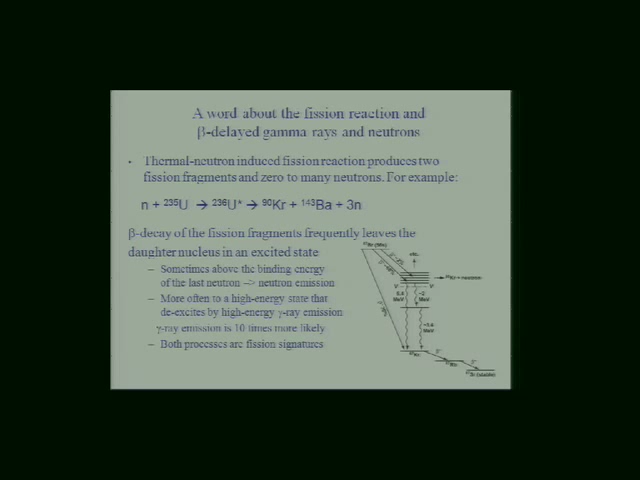 A word about the fission reaction and
β-delayed gamma rays and neutrons
• Thermal-neutron induced fission reaction produces two
fission fragments and zero to many neutrons. For example:
n + ²³⁵U → ²³⁶U* → ⁹⁰Kr + ¹⁴³Ba + 3n
β-decay of the fission fragments frequently leaves the
daughter nucleus in an excited state
– Sometimes above the binding energy
of the last neutron –> neutron emission
– More often to a high-energy state that
de-excites by high-energy γ-ray emission
γ-ray emission is 10 times more likely
– Both processes are fission signatures
MeV
MeV
MeV